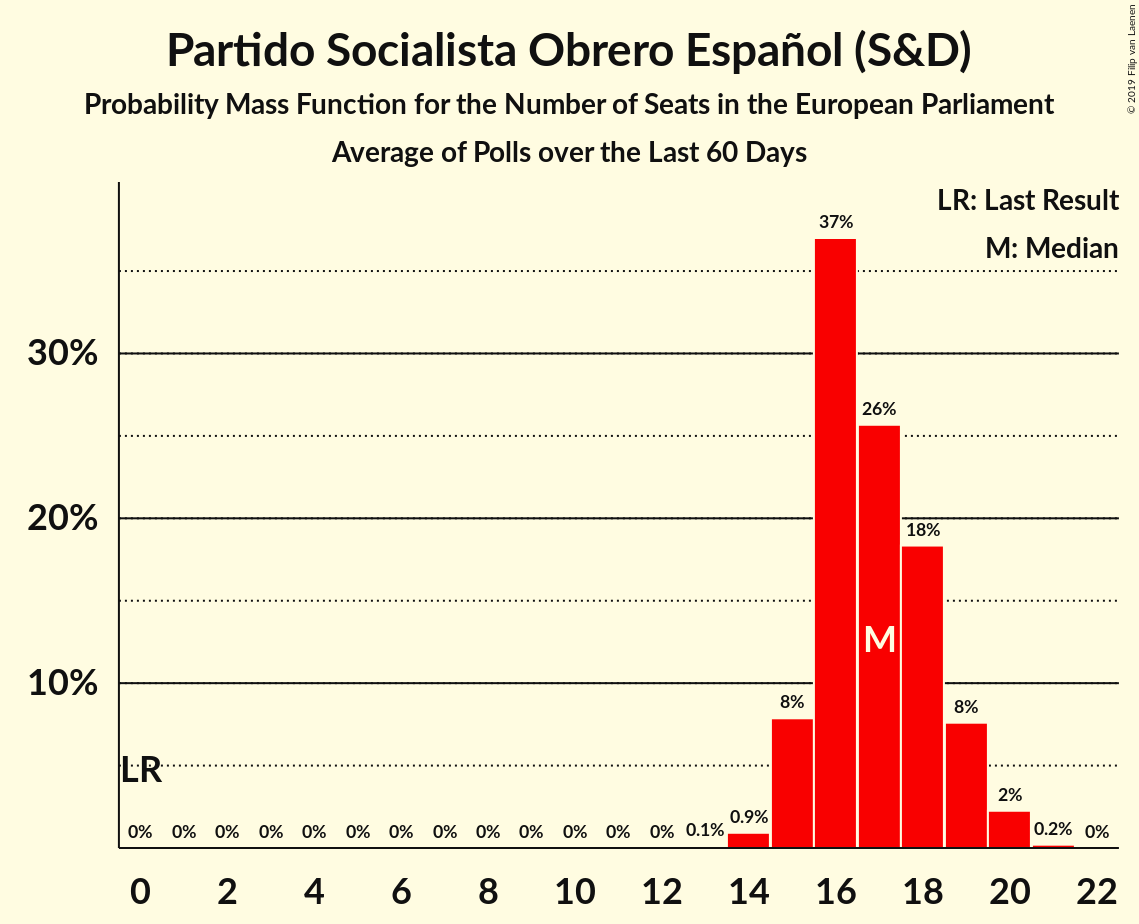 Partido Socialista Obrero Español (S&D)
Probability Mass Function for the Number of Seats in the European Parliament
Average of Polls over the Last 60 Days
© 2019 Filip van Laenen
LR: Last Result
M: Median
37%
30%
26%
20%
18%
M
10%
8%
8%
LR
2%
0% 0% 0% 0% 0% 0% 0% 0% 0% 0% 0% 0% 0% 0.1% 0.9% 0.2% 0%
0 2 4 6 8 10 12 14 16 18 20 22